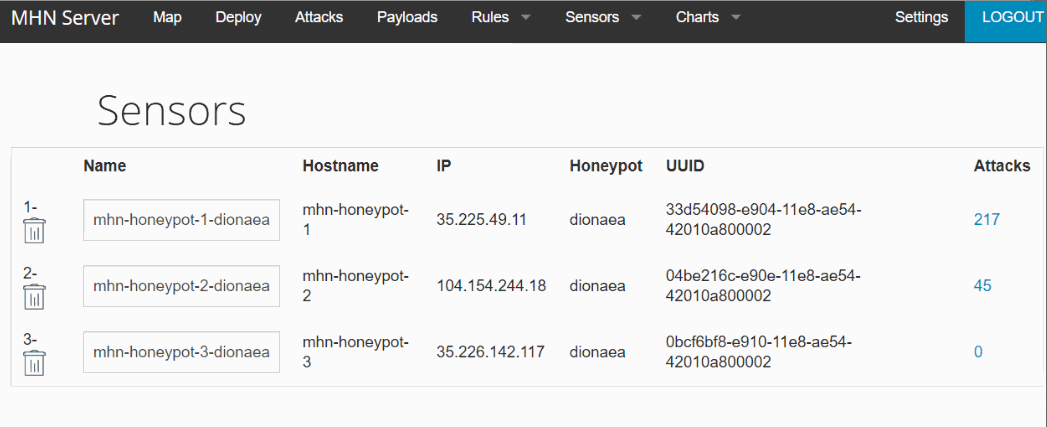 MHN Server Map Deploy Attacks Payloads Rules Sensors Charts Settings LOGOUT
Sensors
Name Hostname IP Honeypot UUID Attacks
1- mhn-honeypot-1-dionaea mhn-honeypot-1 35.225.49.11 dionaea 33d54098-e904-11e8-ae54-42010a800002 217
2- mhn-honeypot-2-dionaea mhn-honeypot-2 104.154.244.18 dionaea 04be216c-e90e-11e8-ae54-42010a800002 45
3- mhn-honeypot-3-dionaea mhn-honeypot-3 35.226.142.117 dionaea 0bcf6bf8-e910-11e8-ae54-42010a800002 0